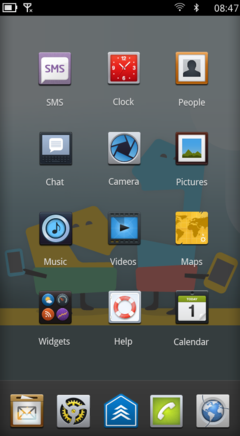 08:47
SMS
SMS Clock People
Chat Camera Pictures
Music Videos Maps
1
Widgets Help Calendar